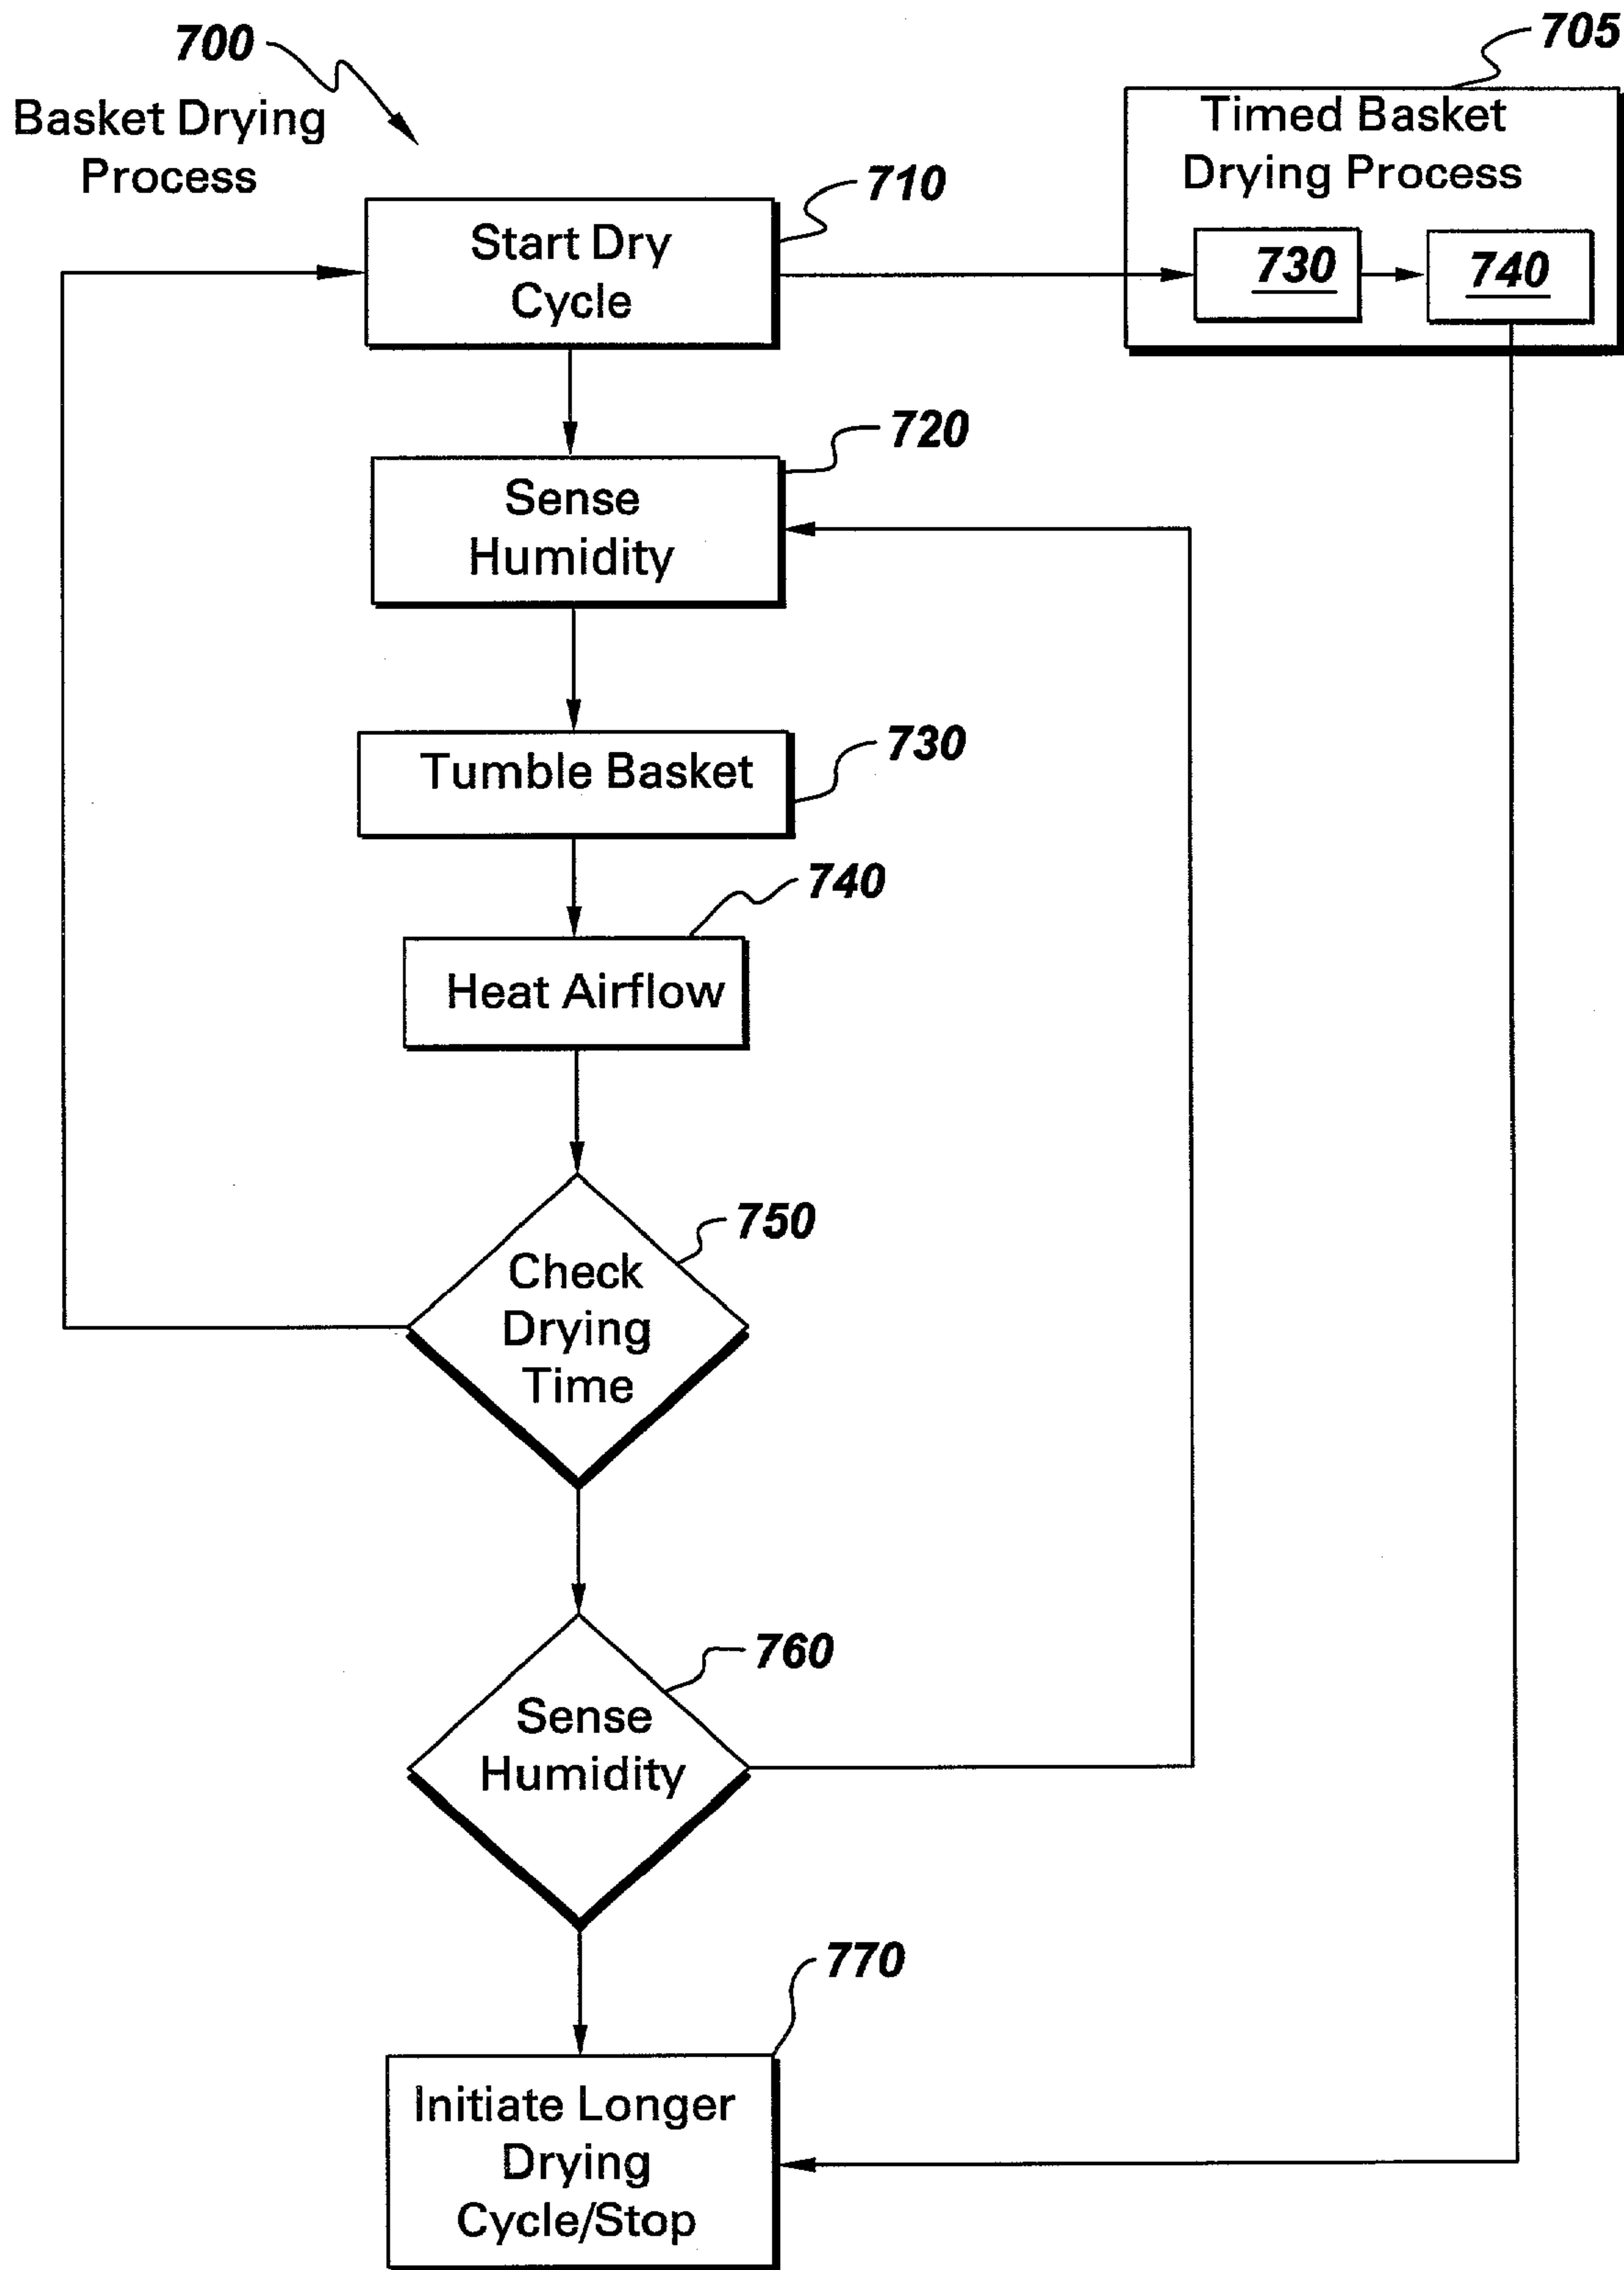 700
Basket Drying
Process
705
Timed Basket
Drying Process
730
740
710
Start Dry
Cycle
720
Sense
Humidity
730
Tumble Basket
740
Heat Airflow
750
Check
Drying
Time
760
Sense
Humidity
770
Initiate Longer
Drying
Cycle/Stop